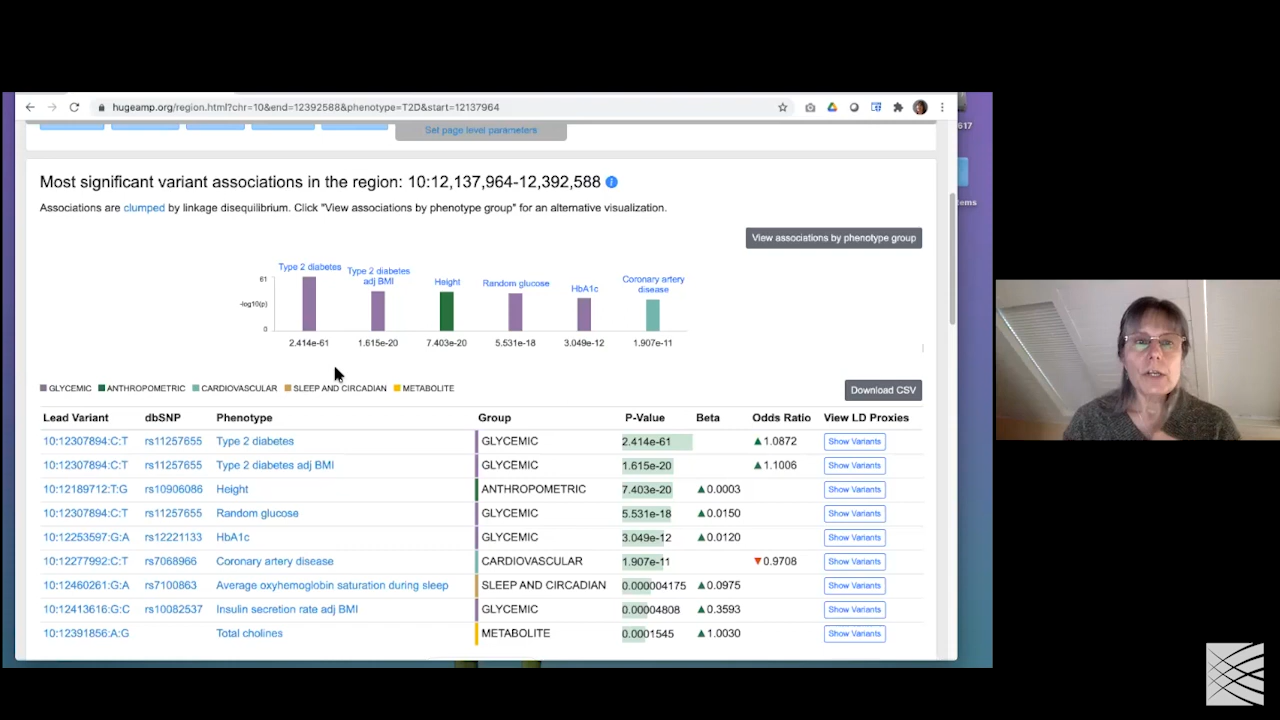 hugeamp.org/region.html?chr=10&end=12392588&phenotype=T2D&start=12137964
617
Set page level parameters
Most significant variant associations in the region: 10:12,137,964-12,392,588
tems
Associations are clumped by linkage disequilibrium. Click "View associations by phenotype group" for an alternative visualization.
View associations by phenotype group
Type 2 diabetes
Type 2 diabetes
adj BMI
Height
Random glucose
HbA1c
Coronary artery
disease
61
-log10(p)
0
2.414e-61 1.615e-20 7.403e-20 5.531e-18 3.049e-12 1.907e-11
GLYCEMIC ANTHROPOMETRIC CARDIOVASCULAR SLEEP AND CIRCADIAN METABOLITE
Download CSV
Lead Variant dbSNP Phenotype Group P-Value Beta Odds Ratio View LD Proxies
10:12307894:C:T rs11257655 Type 2 diabetes GLYCEMIC 2.414e-61 ▲1.0872 Show Variants
10:12307894:C:T rs11257655 Type 2 diabetes adj BMI GLYCEMIC 1.615e-20 ▲1.1006 Show Variants
10:12189712:T:G rs10906086 Height ANTHROPOMETRIC 7.403e-20 ▲0.0003 Show Variants
10:12307894:C:T rs11257655 Random glucose GLYCEMIC 5.531e-18 ▲0.0150 Show Variants
10:12253597:G:A rs12221133 HbA1c GLYCEMIC 3.049e-12 ▲0.0120 Show Variants
10:12277992:C:T rs7068966 Coronary artery disease CARDIOVASCULAR 1.907e-11 ▼0.9708 Show Variants
10:12460261:G:A rs7100863 Average oxyhemoglobin saturation during sleep SLEEP AND CIRCADIAN 0.000004175 ▲0.0975 Show Variants
10:12413616:G:C rs10082537 Insulin secretion rate adj BMI GLYCEMIC 0.00004808 ▲0.3593 Show Variants
10:12391856:A:G Total cholines METABOLITE 0.0001545 ▲1.0030 Show Variants